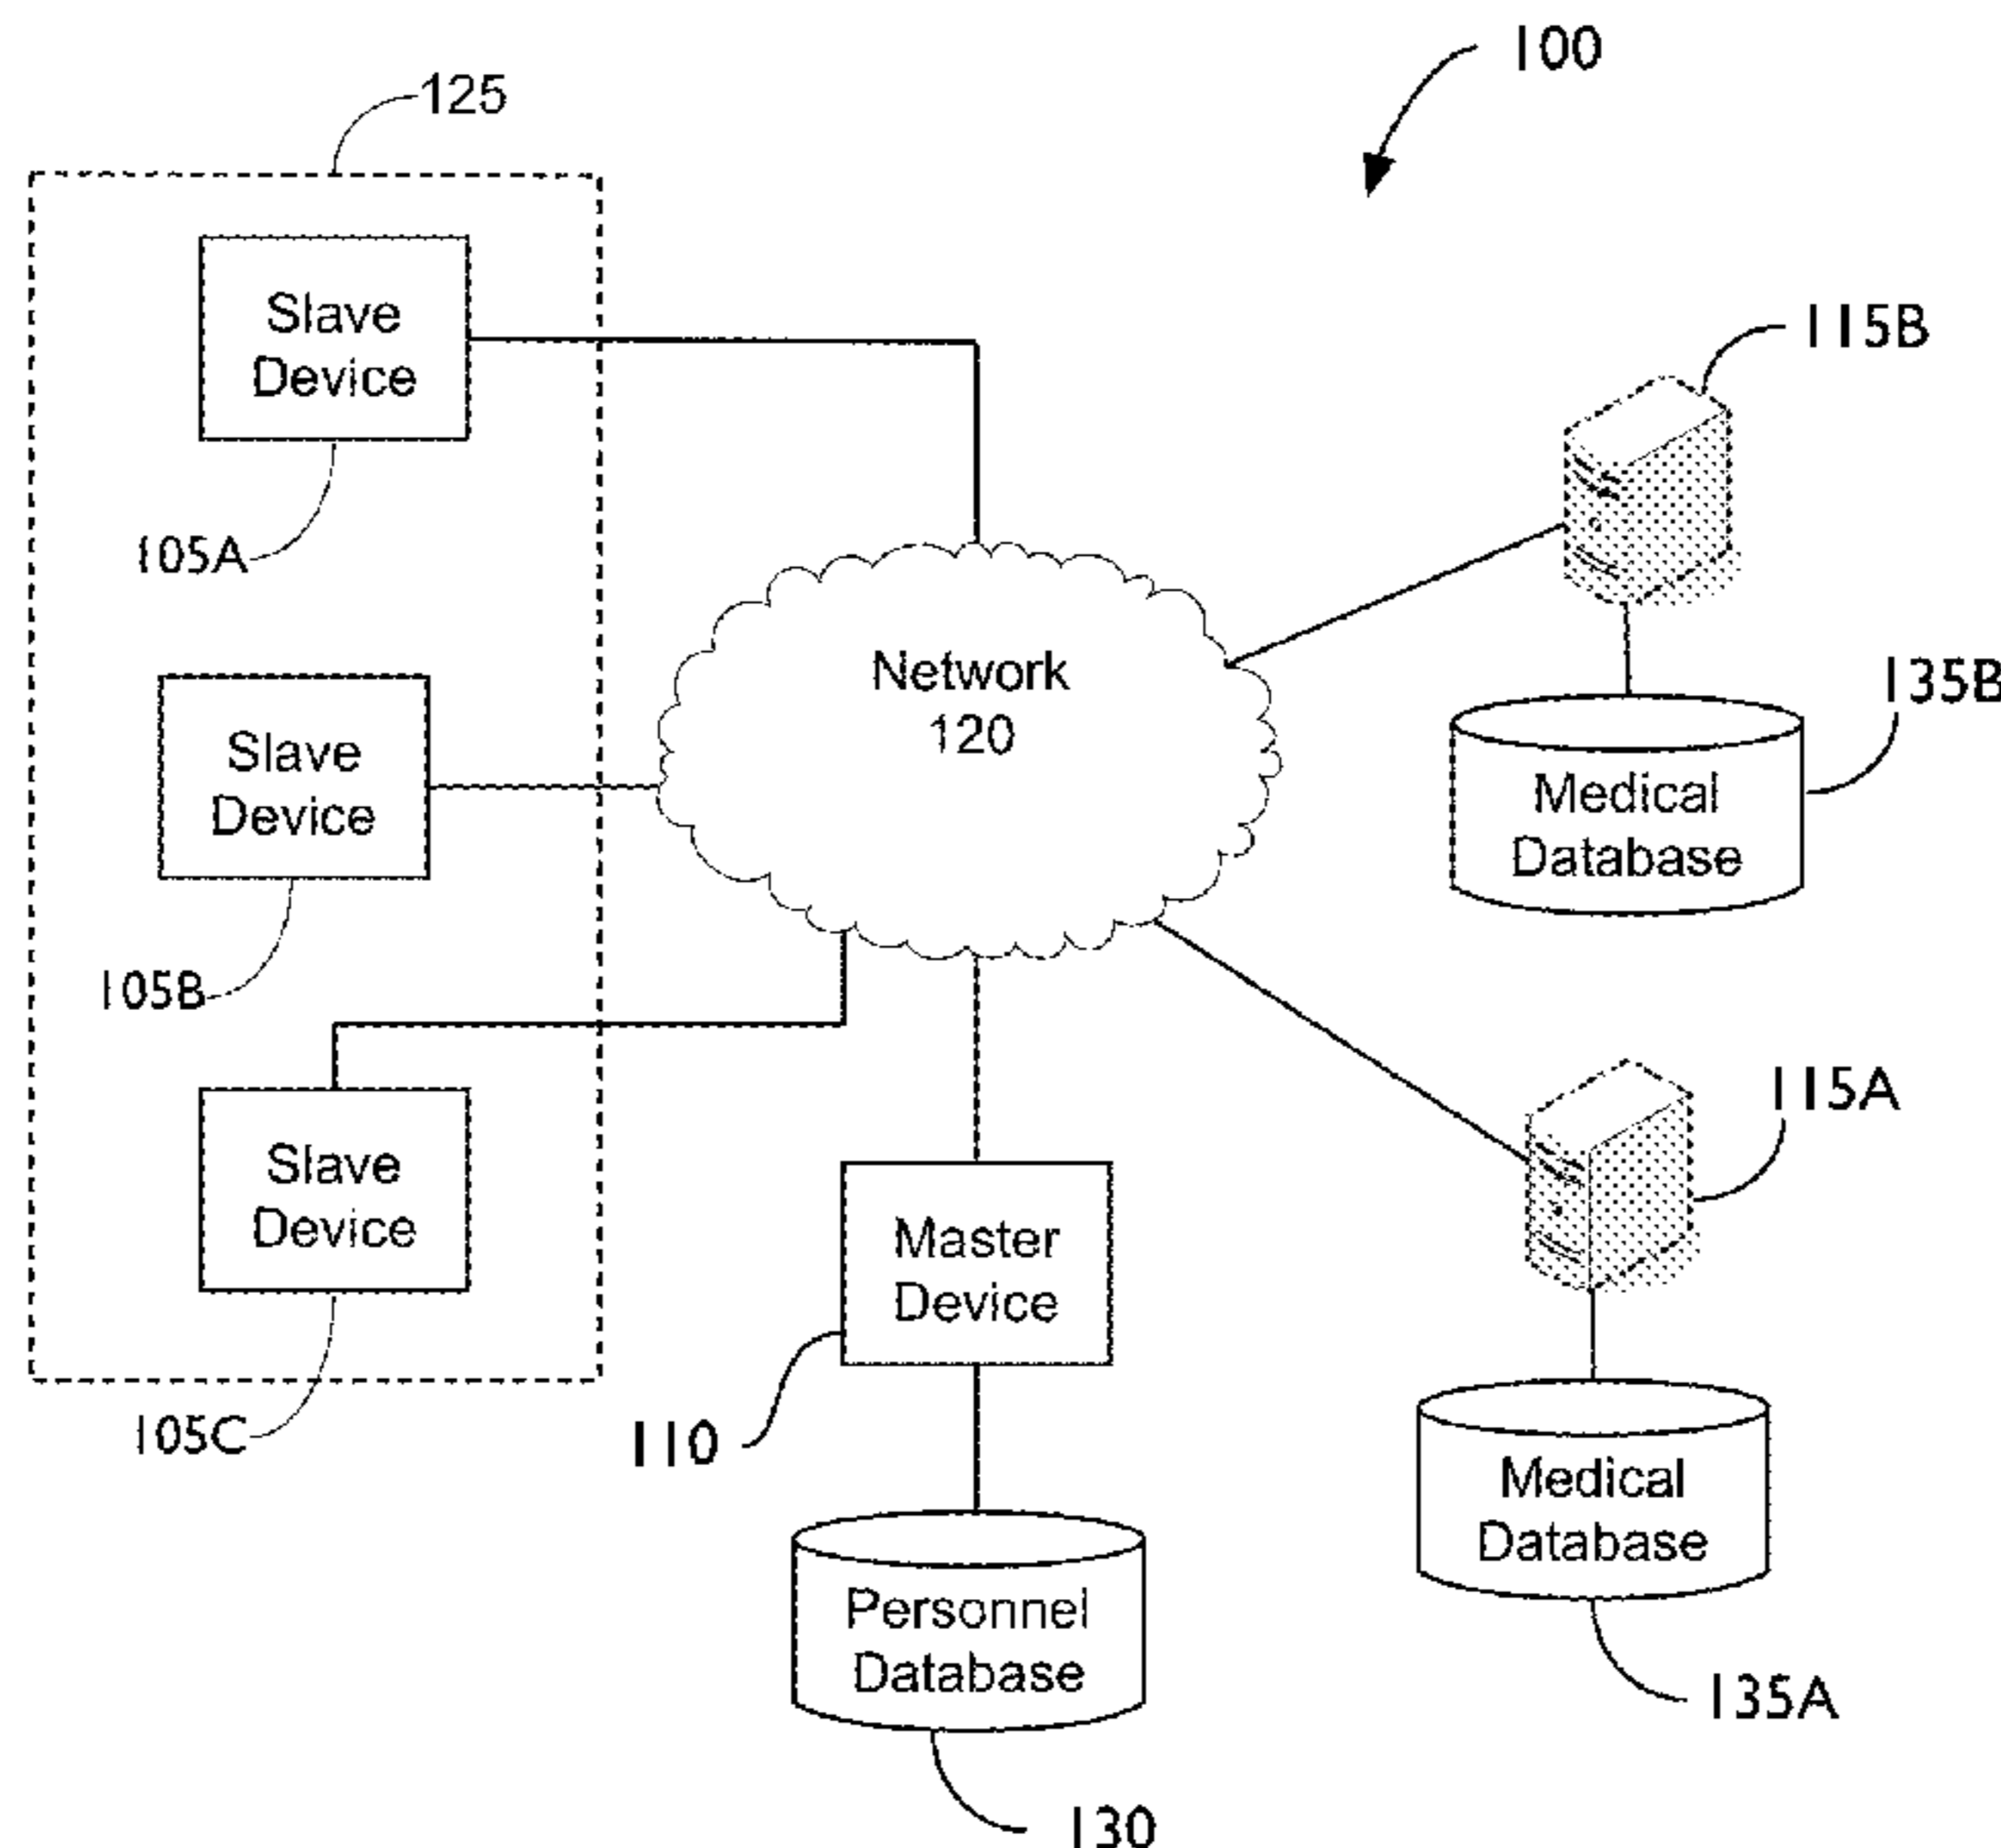 100
125
Slave
Device
115B
105A
Network
120
135B
Slave
Device
Medical
Database
105B
115A
Slave
Device
Master
Device
105C
110
Medical
Database
Personnel
Database
135A
130